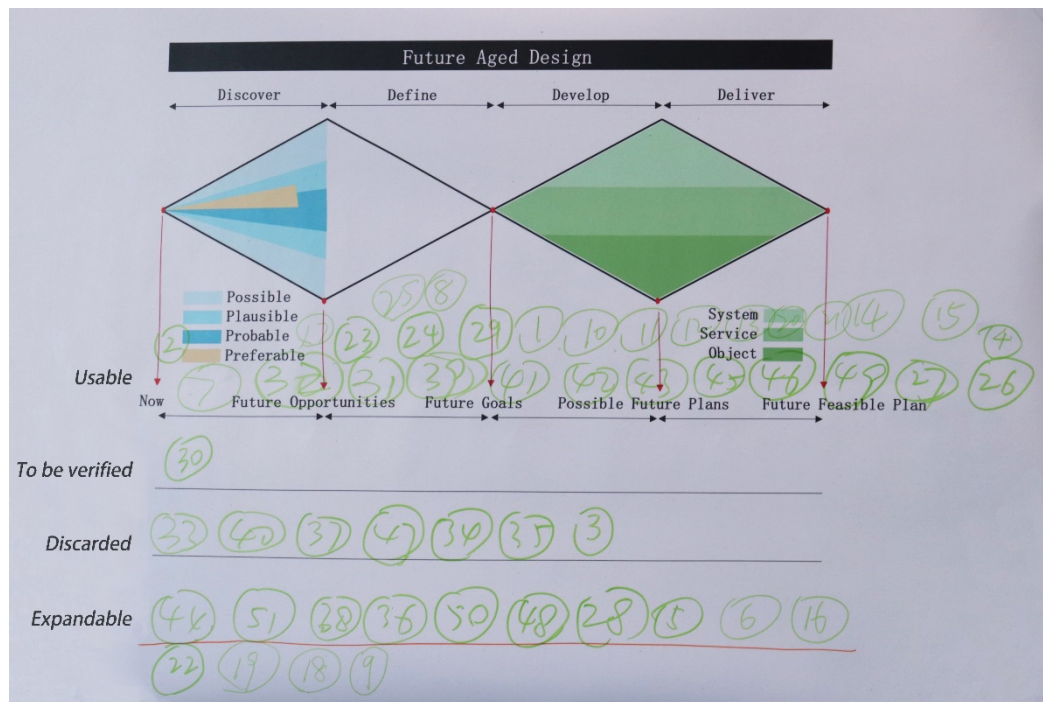 Future Aged Design
Discover Define Develop Deliver
Possible
Plausible
Probable
Preferable
System
Service
Object
25 8
2 23 24 29 1 10 11 14 15 4
Usable 7 31 39 41 42 43 45 46 49 27 26
Now Future Opportunities Future Goals Possible Future Plans Future Feasible Plan
To be verified 30
Discarded 33 40 37 47 34 35 3
Expandable 44 51 38 36 50 48 28 15 6 16
22 19 18 9